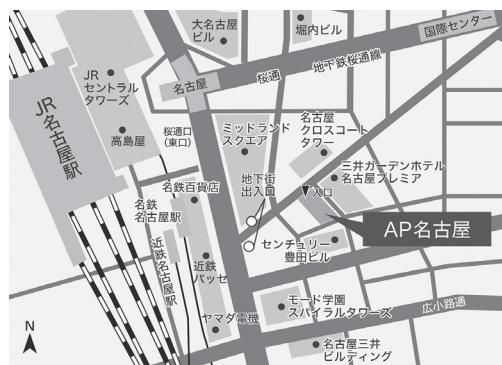 大名古屋
ビル
堀内ビル
国際センター
地下鉄桜通線
桜通
名古屋
JR
セントラル
タワーズ
JR名古屋駅
高島屋
桜通口
(東口)
ミッドランド
スクエア
名古屋
クロスコート
タワー
三井ガーデンホテル
名古屋プレミア
地下街
出入口
入口
名鉄百貨店
名鉄
名古屋駅
AP名古屋
センチュリー
豊田ビル
近鉄
パッセ
近鉄名古屋駅
モード学園
スパイラルタワーズ
広小路通
ヤマダ電機
名古屋三井
ビルディング
N